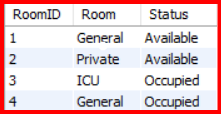 RoomID Room Status
1 General Available
2 Private Available
3 ICU Occupied
4 General Occupied